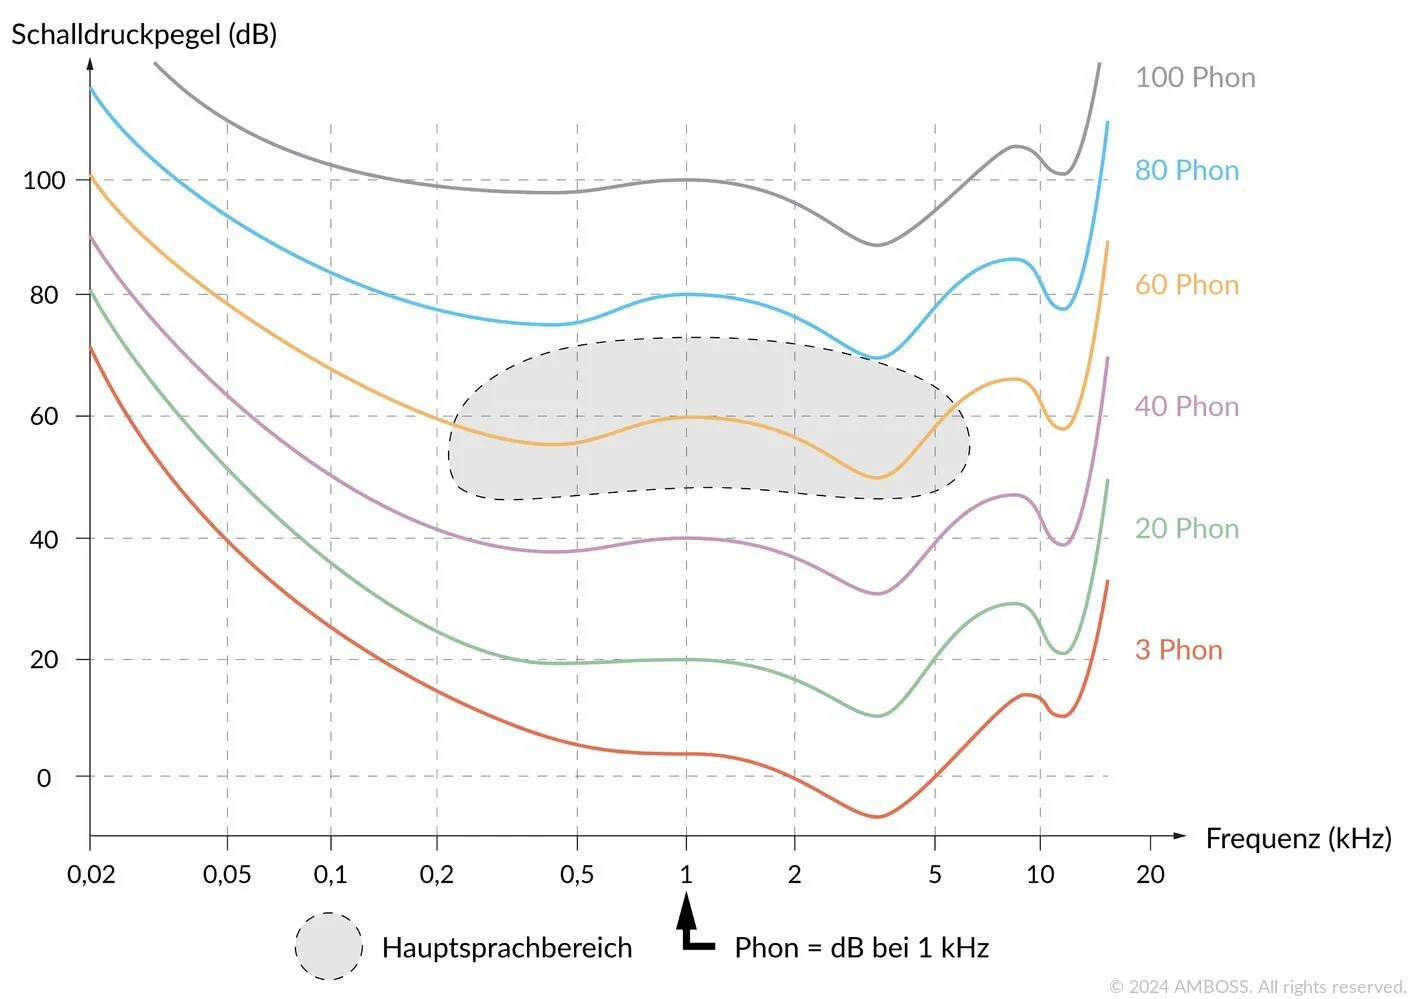 Schalldruckpegel (dB)
100 Phon
80 Phon
60 Phon
40 Phon
20 Phon
3 Phon
100
80
60
40
20
0
0,02 0,05 0,1 0,2 0,5 1 2 5 10 20
Frequenz (kHz)
Hauptsprachbereich
Phon = dB bei 1 kHz
© 2024 AMBOSS. All rights reserved.